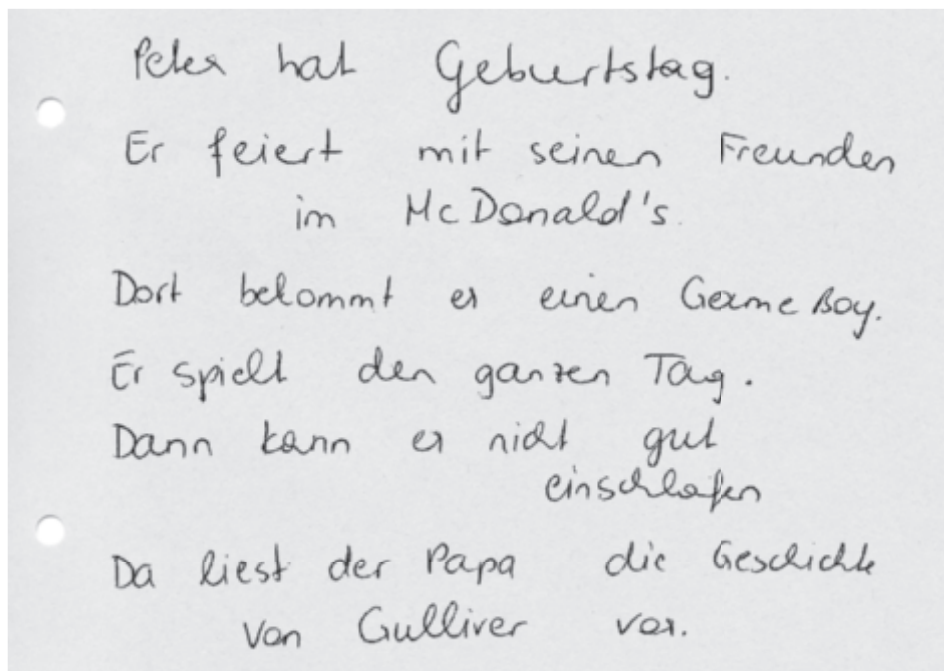 Peter hat Geburtstag.
Er feiert mit seinen Freunden
im McDonald's.
Dort bekommt er einen Game Boy.
Er spielt den ganzen Tag.
Dann kann er nicht gut
einschlafen
Da liest der Papa die Geschichte
von Gulliver vor.